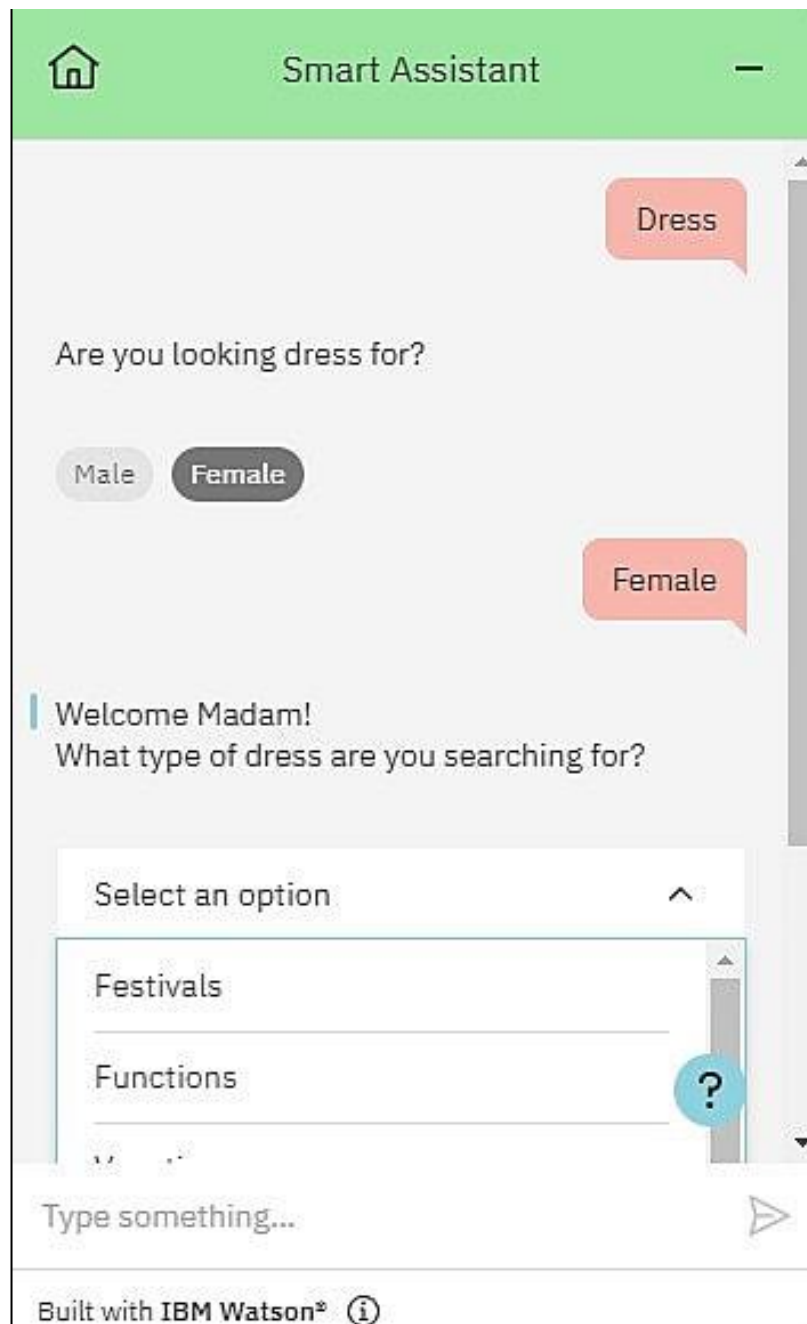 Smart Assistant
Dress
Are you looking dress for?
Male Female
Female
Welcome Madam!
What type of dress are you searching for?
Select an option
Festivals
Functions
?
Type something...
Built with IBM Watson®